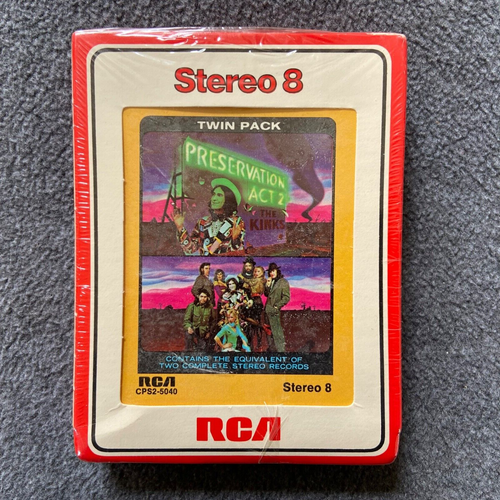 Stereo 8
TWIN PACK
PRESERVATION
ACT 2
THE
KINKS
CONTAINS THE EQUIVALENT OF
TWO COMPLETE STEREO RECORDS
RCA
CPS2-5040
Stereo 8
RCA